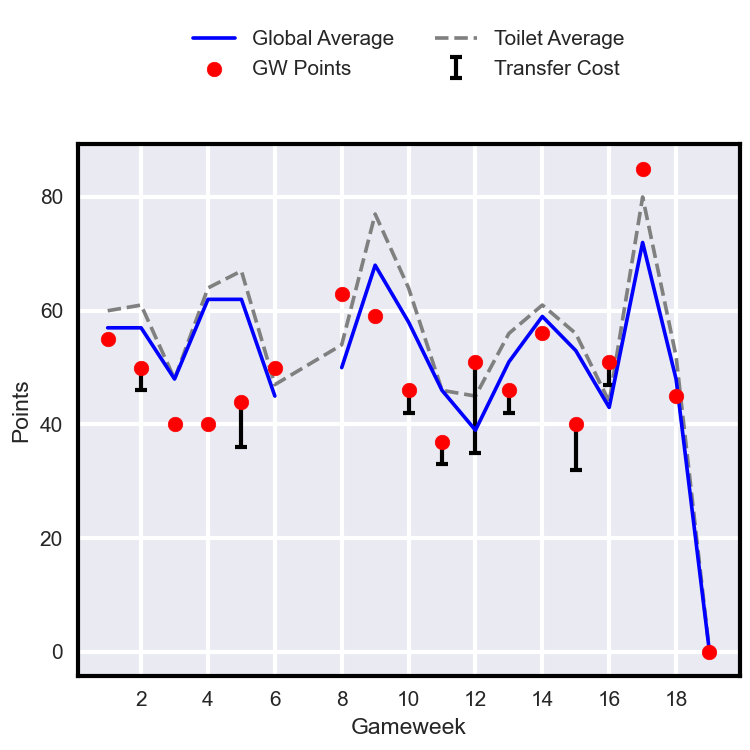 Global Average
Toilet Average
GW Points
Transfer Cost
80
60
40
20
0
Points
2 4 6 8 10 12 14 16 18
Gameweek